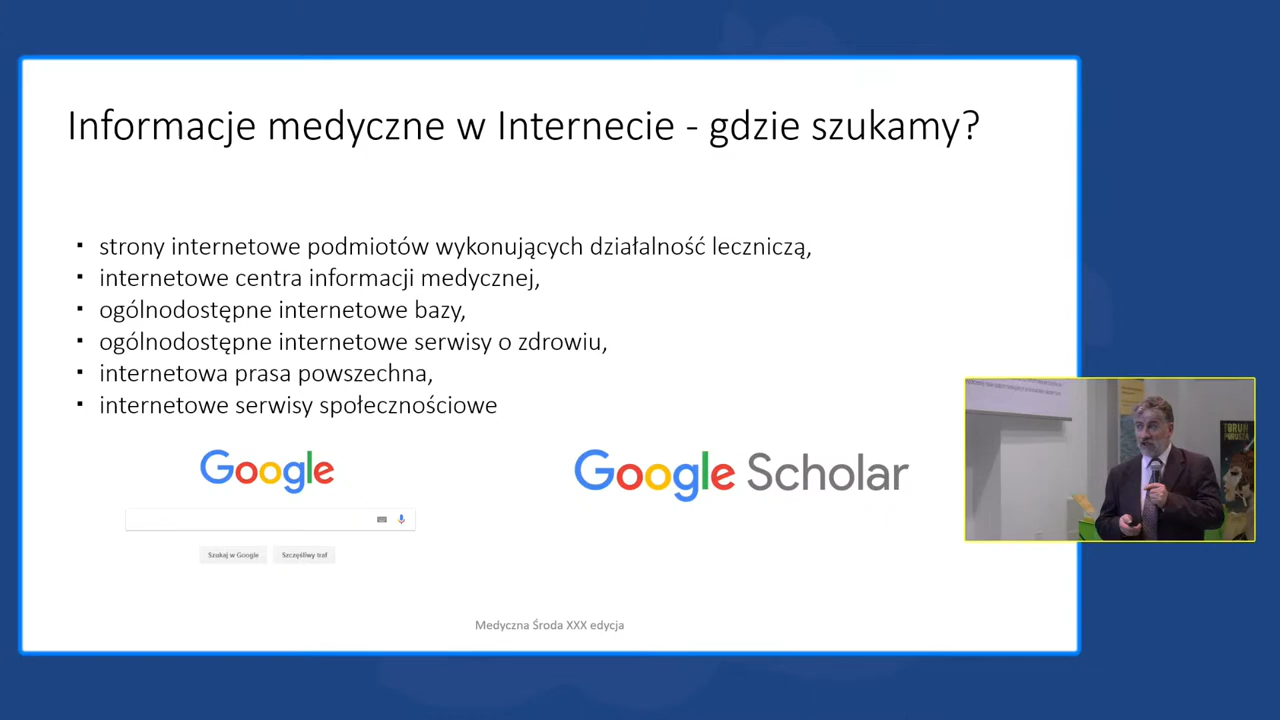 Informacje medyczne w Internecie - gdzie szukamy?
▪ strony internetowe podmiotów wykonujących działalność leczniczą,
▪ internetowe centra informacji medycznej,
▪ ogólnodostępne internetowe bazy,
▪ ogólnodostępne internetowe serwisy o zdrowiu,
▪ internetowa prasa powszechna,
▪ internetowe serwisy społecznościowe
Google
Google Scholar
Szukaj w Google
Szczęśliwy traf
TORUŃ
PORUSZA
Medyczna Środa XXX edycja